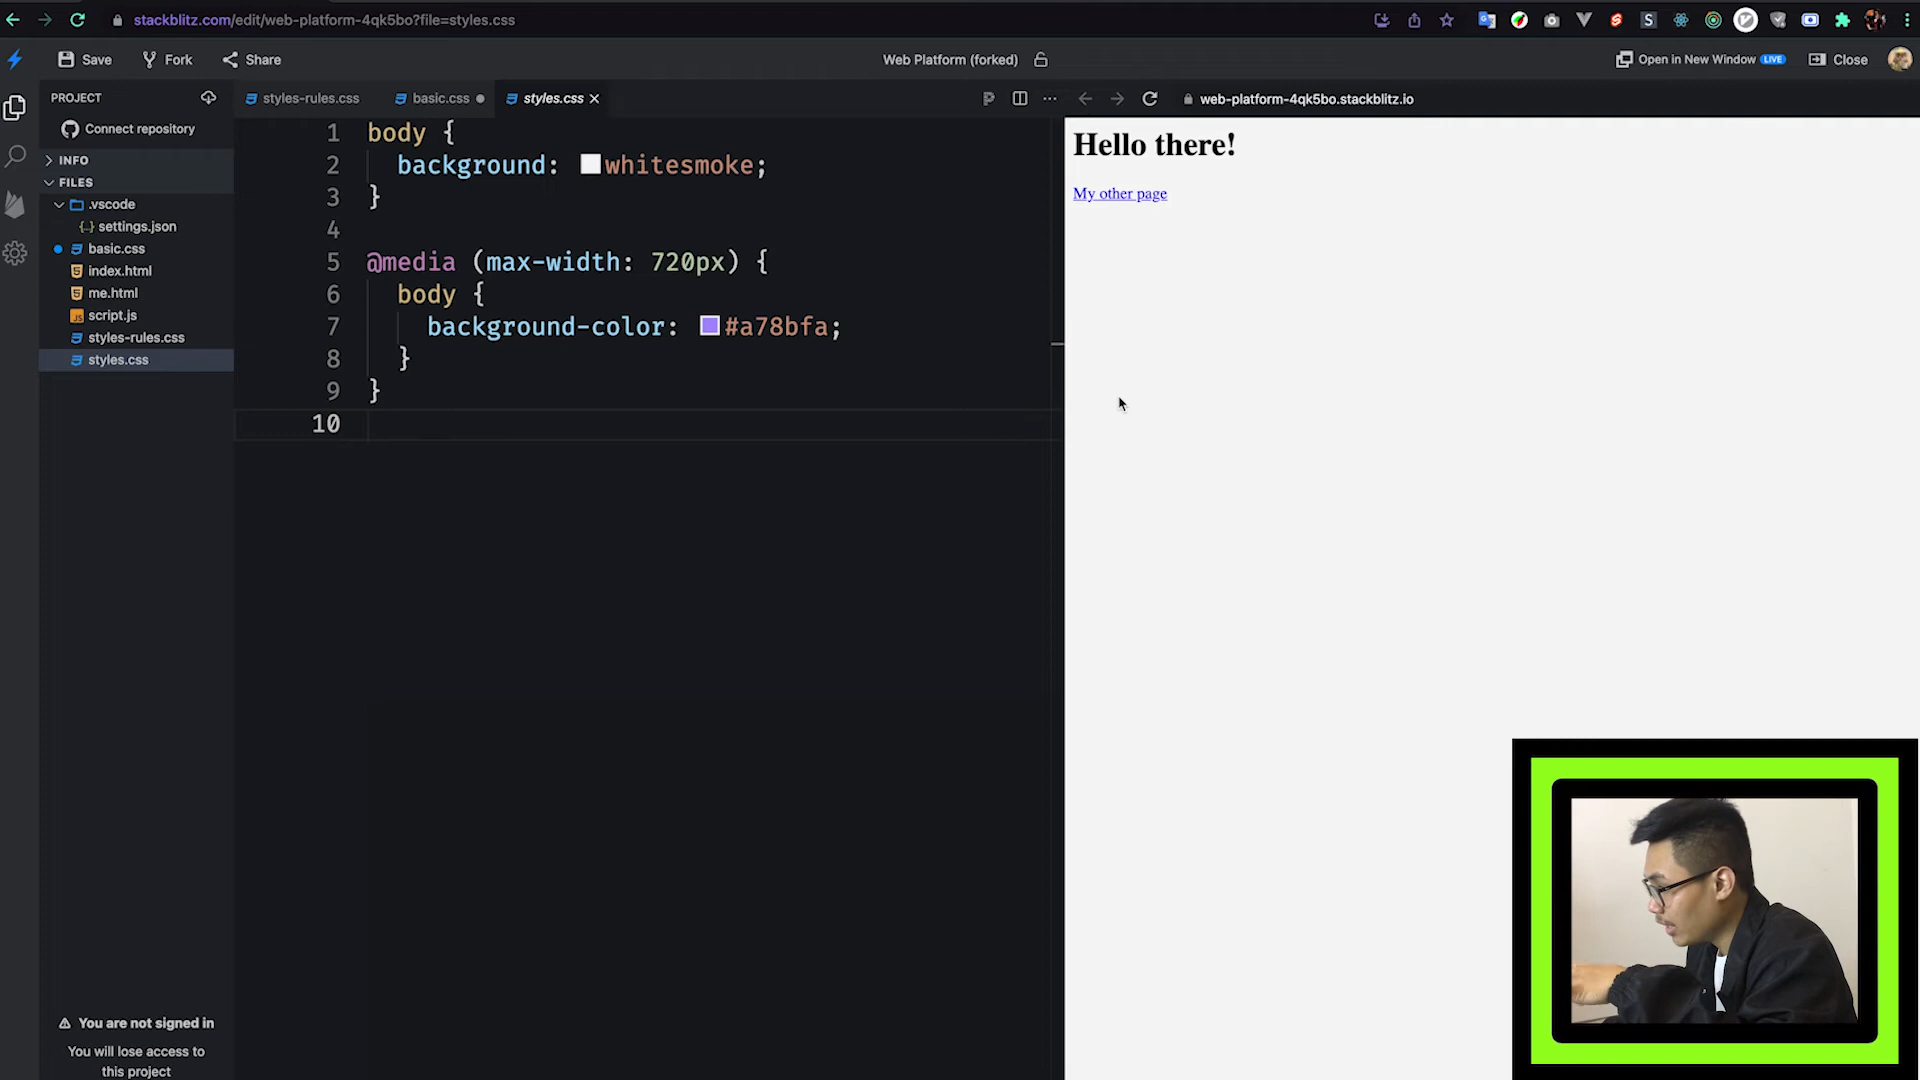 stackblitz.com/edit/web-platform-4qk5bo?file=styles.css
Save
Fork
Share
Web Platform (forked)
Open in New Window LIVE
Close
PROJECT
Connect repository
INFO
FILES
.vscode
settings.json
basic.css
index.html
me.html
script.js
styles-rules.css
styles.css
You are not signed in
You will lose access to
this project
styles-rules.css
basic.css
styles.css
1 body {
2 background: whitesmoke;
3 }
4
5 @media (max-width: 720px) {
6 body {
7 background-color: #a78bfa;
8 }
9 }
10
web-platform-4qk5bo.stackblitz.io
Hello there!
My other page